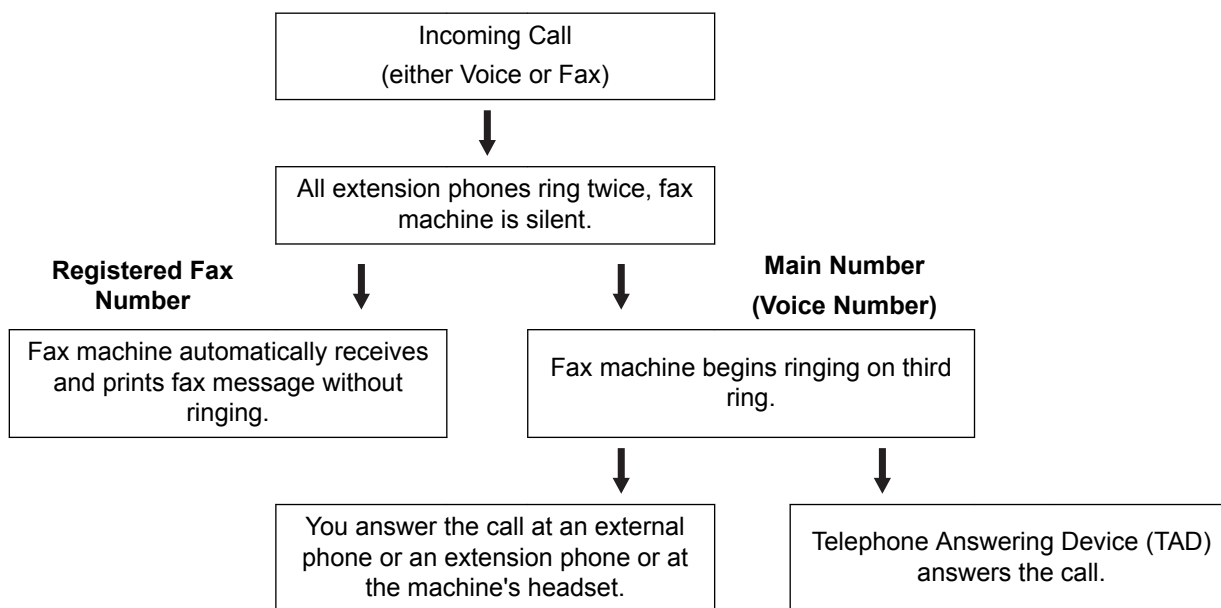 Incoming Call
(either Voice or Fax)
All extension phones ring twice, fax
machine is silent.
Registered Fax
Number
Main Number
(Voice Number)
Fax machine automatically receives
and prints fax message without
ringing.
Fax machine begins ringing on third
ring.
You answer the call at an external
phone or an extension phone or at
the machine's headset.
Telephone Answering Device (TAD)
answers the call.